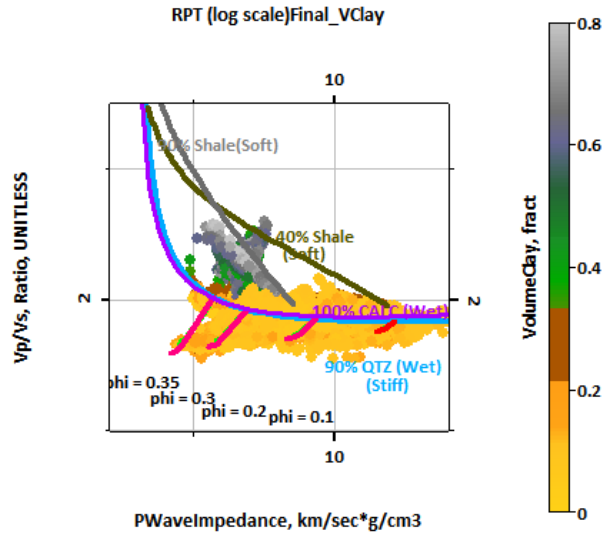 RPT (log scale)Final_VClay
10
0.8
0.6
0.4
0.2
0
VolumeClay, fract
Vp/Vs, Ratio, UNITLESS
2
2
90% Shale(Soft)
40% Shale
(Soft)
100% CALC (Wet)
90% QTZ (Wet)
(Stiff)
phi = 0.35
phi = 0.3
phi = 0.2
phi = 0.1
10
PWaveImpedance, km/sec*g/cm3